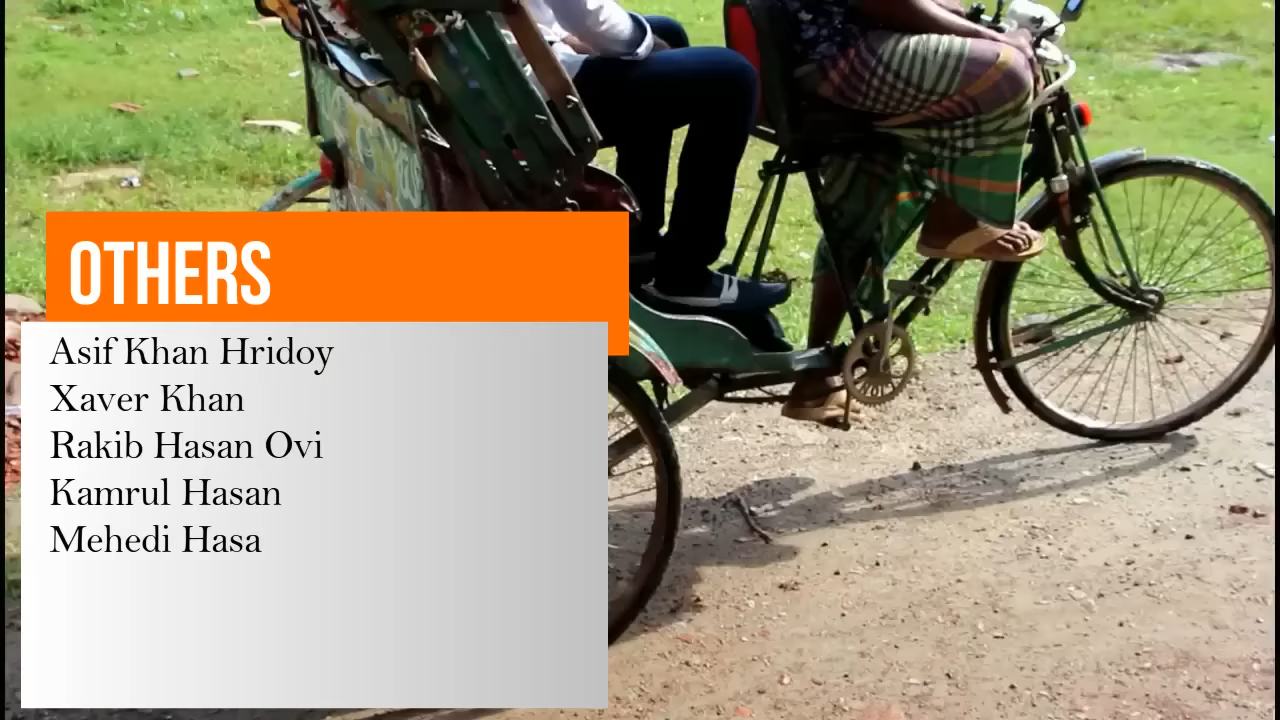 OTHERS
Asif Khan Hridoy
Xaver Khan
Rakib Hasan Ovi
Kamrul Hasan
Mehedi Hasa